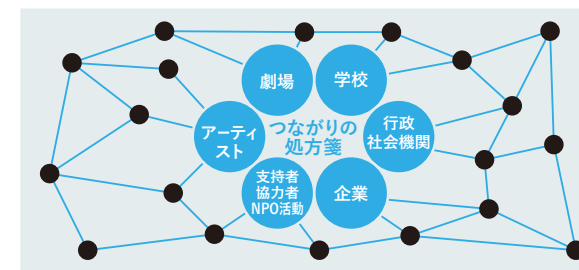 劇場
学校
アーティ
スト
つながりの
処方箋
行政
社会機関
支持者
協力者
NPO活動
企業